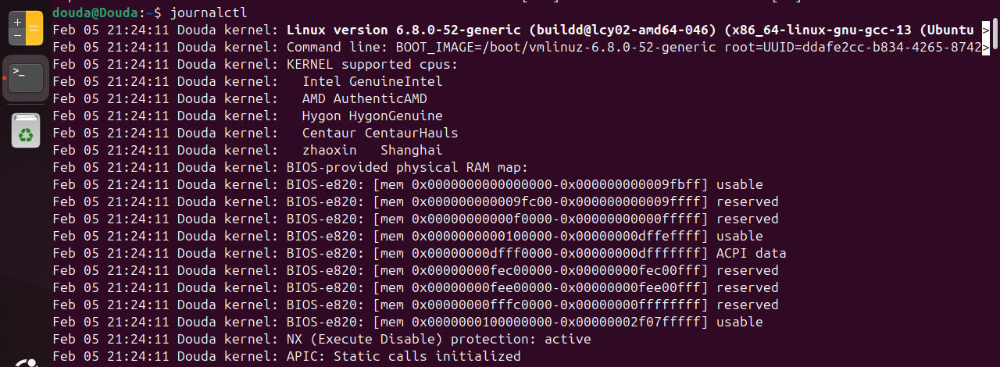 douda@Douda:~$ journalctl
Feb 05 21:24:11 Douda kernel: Linux version 6.8.0-52-generic (buildd@lcy02-amd64-046) (x86_64-linux-gnu-gcc-13 (Ubuntu >
Feb 05 21:24:11 Douda kernel: Command line: BOOT_IMAGE=/boot/vmlinuz-6.8.0-52-generic root=UUID=ddafe2cc-b834-4265-8742>
Feb 05 21:24:11 Douda kernel: KERNEL supported cpus:
Feb 05 21:24:11 Douda kernel:   Intel GenuineIntel
Feb 05 21:24:11 Douda kernel:   AMD AuthenticAMD
Feb 05 21:24:11 Douda kernel:   Hygon HygonGenuine
Feb 05 21:24:11 Douda kernel:   Centaur CentaurHauls
Feb 05 21:24:11 Douda kernel:   zhaoxin   Shanghai
Feb 05 21:24:11 Douda kernel: BIOS-provided physical RAM map:
Feb 05 21:24:11 Douda kernel: BIOS-e820: [mem 0x0000000000000000-0x000000000009fbff] usable
Feb 05 21:24:11 Douda kernel: BIOS-e820: [mem 0x000000000009fc00-0x000000000009ffff] reserved
Feb 05 21:24:11 Douda kernel: BIOS-e820: [mem 0x00000000000f0000-0x00000000000fffff] reserved
Feb 05 21:24:11 Douda kernel: BIOS-e820: [mem 0x0000000000100000-0x00000000dffeffff] usable
Feb 05 21:24:11 Douda kernel: BIOS-e820: [mem 0x00000000dfff0000-0x00000000dfffffff] ACPI data
Feb 05 21:24:11 Douda kernel: BIOS-e820: [mem 0x00000000fec00000-0x00000000fec00fff] reserved
Feb 05 21:24:11 Douda kernel: BIOS-e820: [mem 0x00000000fee00000-0x00000000fee00fff] reserved
Feb 05 21:24:11 Douda kernel: BIOS-e820: [mem 0x00000000fffc0000-0x00000000ffffffff] reserved
Feb 05 21:24:11 Douda kernel: BIOS-e820: [mem 0x0000000100000000-0x00000002f07fffff] usable
Feb 05 21:24:11 Douda kernel: NX (Execute Disable) protection: active
Feb 05 21:24:11 Douda kernel: APIC: Static calls initialized